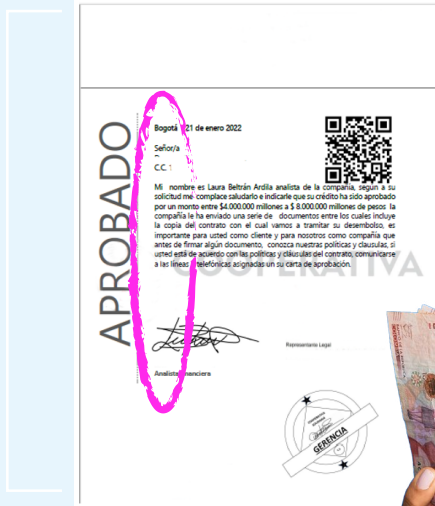 APROBADO
Bogotá 21 de enero 2022
Señor/a
C.C. 1
Mi nombre es Laura Beltrán Ardila analista de la compañía, según a su
solicitud me complace saludarlo e indicarle que su crédito ha sido aprobado
por un monto entre $4.000.000 millones a $ 8.000.000 millones de pesos la
compañía le ha enviado una serie de documentos entre los cuales incluye
la copia del contrato con el cual vamos a tramitar su desembolso, es
importante para usted como cliente y para nosotros como compañía que
antes de firmar algún documento, conozca nuestras políticas y clausulas, si
usted está de acuerdo con las políticas y cláusulas del contrato, comunicarse
a las líneas telefónicas asignadas un su carta de aprobación.
COOPERATIVA
Representante Legal
Analista financiera
GERENCIA